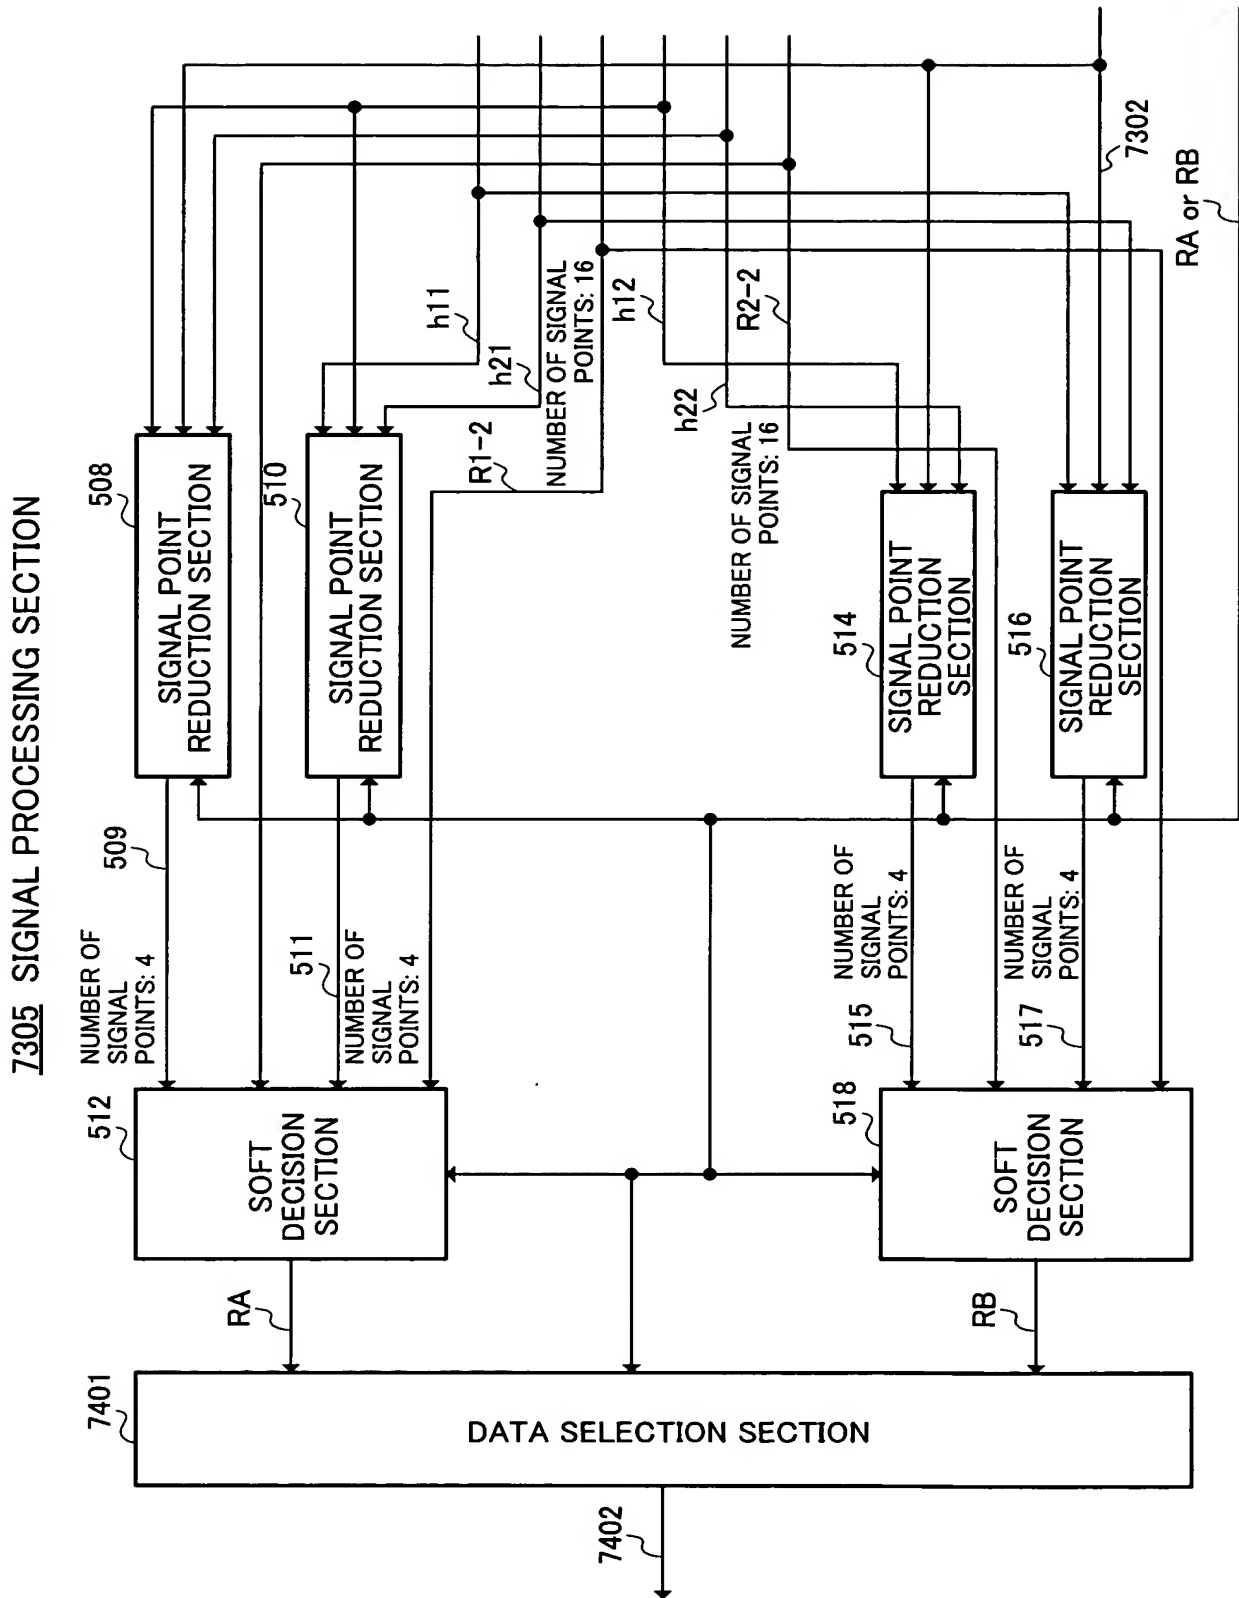 7305 SIGNAL PROCESSING SECTION
508
SIGNAL POINT
REDUCTION SECTION
510
SIGNAL POINT
REDUCTION SECTION
514
SIGNAL POINT
REDUCTION
SECTION
516
SIGNAL POINT
REDUCTION
SECTION
h11
h21
NUMBER OF SIGNAL
POINTS: 16
R1-2
h12
h22
R2-2
NUMBER OF SIGNAL
POINTS: 16
7302
RA or RB
509
NUMBER OF
SIGNAL
POINTS: 4
511
NUMBER OF
SIGNAL
POINTS: 4
515
NUMBER OF
SIGNAL
POINTS: 4
517
NUMBER OF
SIGNAL
POINTS: 4
512
SOFT
DECISION
SECTION
518
SOFT
DECISION
SECTION
RA
RB
7401
DATA SELECTION SECTION
7402